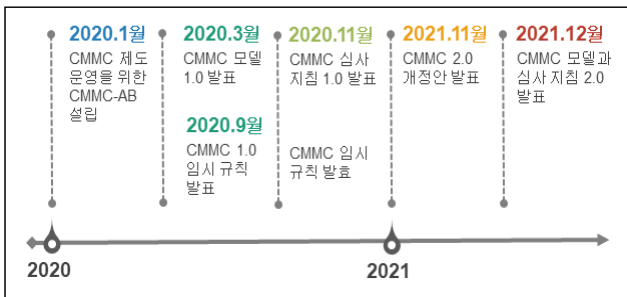 2020.1월
CMMC 제도
운영을 위한
CMMC-AB
설립
2020.3월
CMMC 모델
1.0 발표
2020.9월
CMMC 1.0
임시 규칙
발표
2020.11월
CMMC 심사
지침 1.0 발표
CMMC 임시
규칙 발효
2021.11월
CMMC 2.0
개정안 발표
2021.12월
CMMC 모델과
심사 지침 2.0
발표
2020
2021